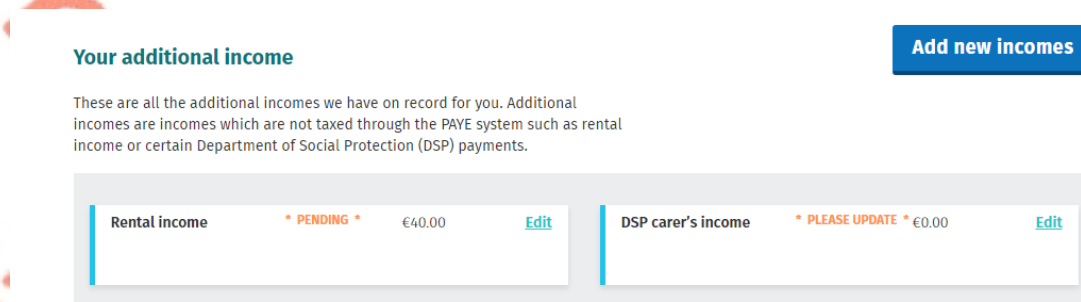 Your additional income
Add new incomes
These are all the additional incomes we have on record for you. Additional
incomes are incomes which are not taxed through the PAYE system such as rental
income or certain Department of Social Protection (DSP) payments.
Rental income * PENDING * €40.00 Edit
DSP carer's income * PLEASE UPDATE * €0.00 Edit